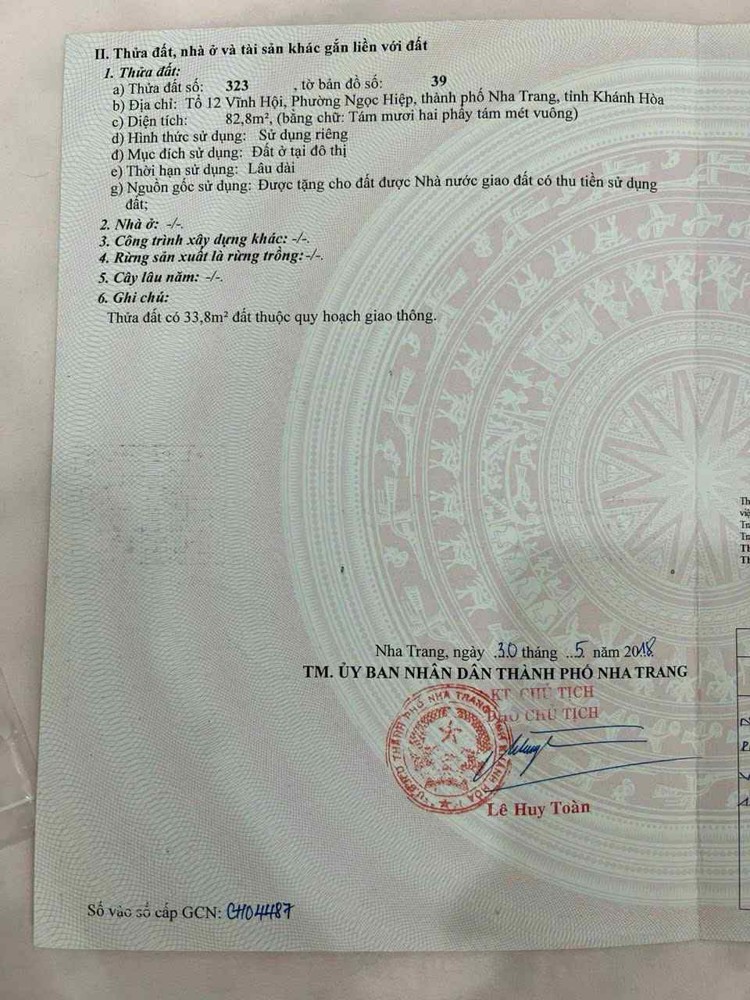 II. Thửa đất, nhà ở và tài sản khác gắn liền với đất
1. Thửa đất:
a) Thửa đất số: 323 , tờ bản đồ số: 39
b) Địa chỉ: Tổ 12 Vĩnh Hội, Phường Ngọc Hiệp, thành phố Nha Trang, tỉnh Khánh Hòa
c) Diện tích: 82,8m², (bằng chữ: Tám mươi hai phẩy tám mét vuông)
d) Hình thức sử dụng: Sử dụng riêng
đ) Mục đích sử dụng: Đất ở tại đô thị
e) Thời hạn sử dụng: Lâu dài
g) Nguồn gốc sử dụng: Được tặng cho đất được Nhà nước giao đất có thu tiền sử dụng
đất;
2. Nhà ở: -/-.
3. Công trình xây dựng khác: -/-.
4. Rừng sản xuất là rừng trồng: -/-.
5. Cây lâu năm: -/-.
6. Ghi chú:
Thửa đất có 33,8m² đất thuộc quy hoạch giao thông.
Nha Trang, ngày .30 tháng ..5 năm 2018
TM. ỦY BAN NHÂN DÂN THÀNH PHỐ NHA TRANG
KT. CHỦ TỊCH
PHÓ CHỦ TỊCH
Lê Huy Toàn
Số vào sổ cấp GCN: CH04487